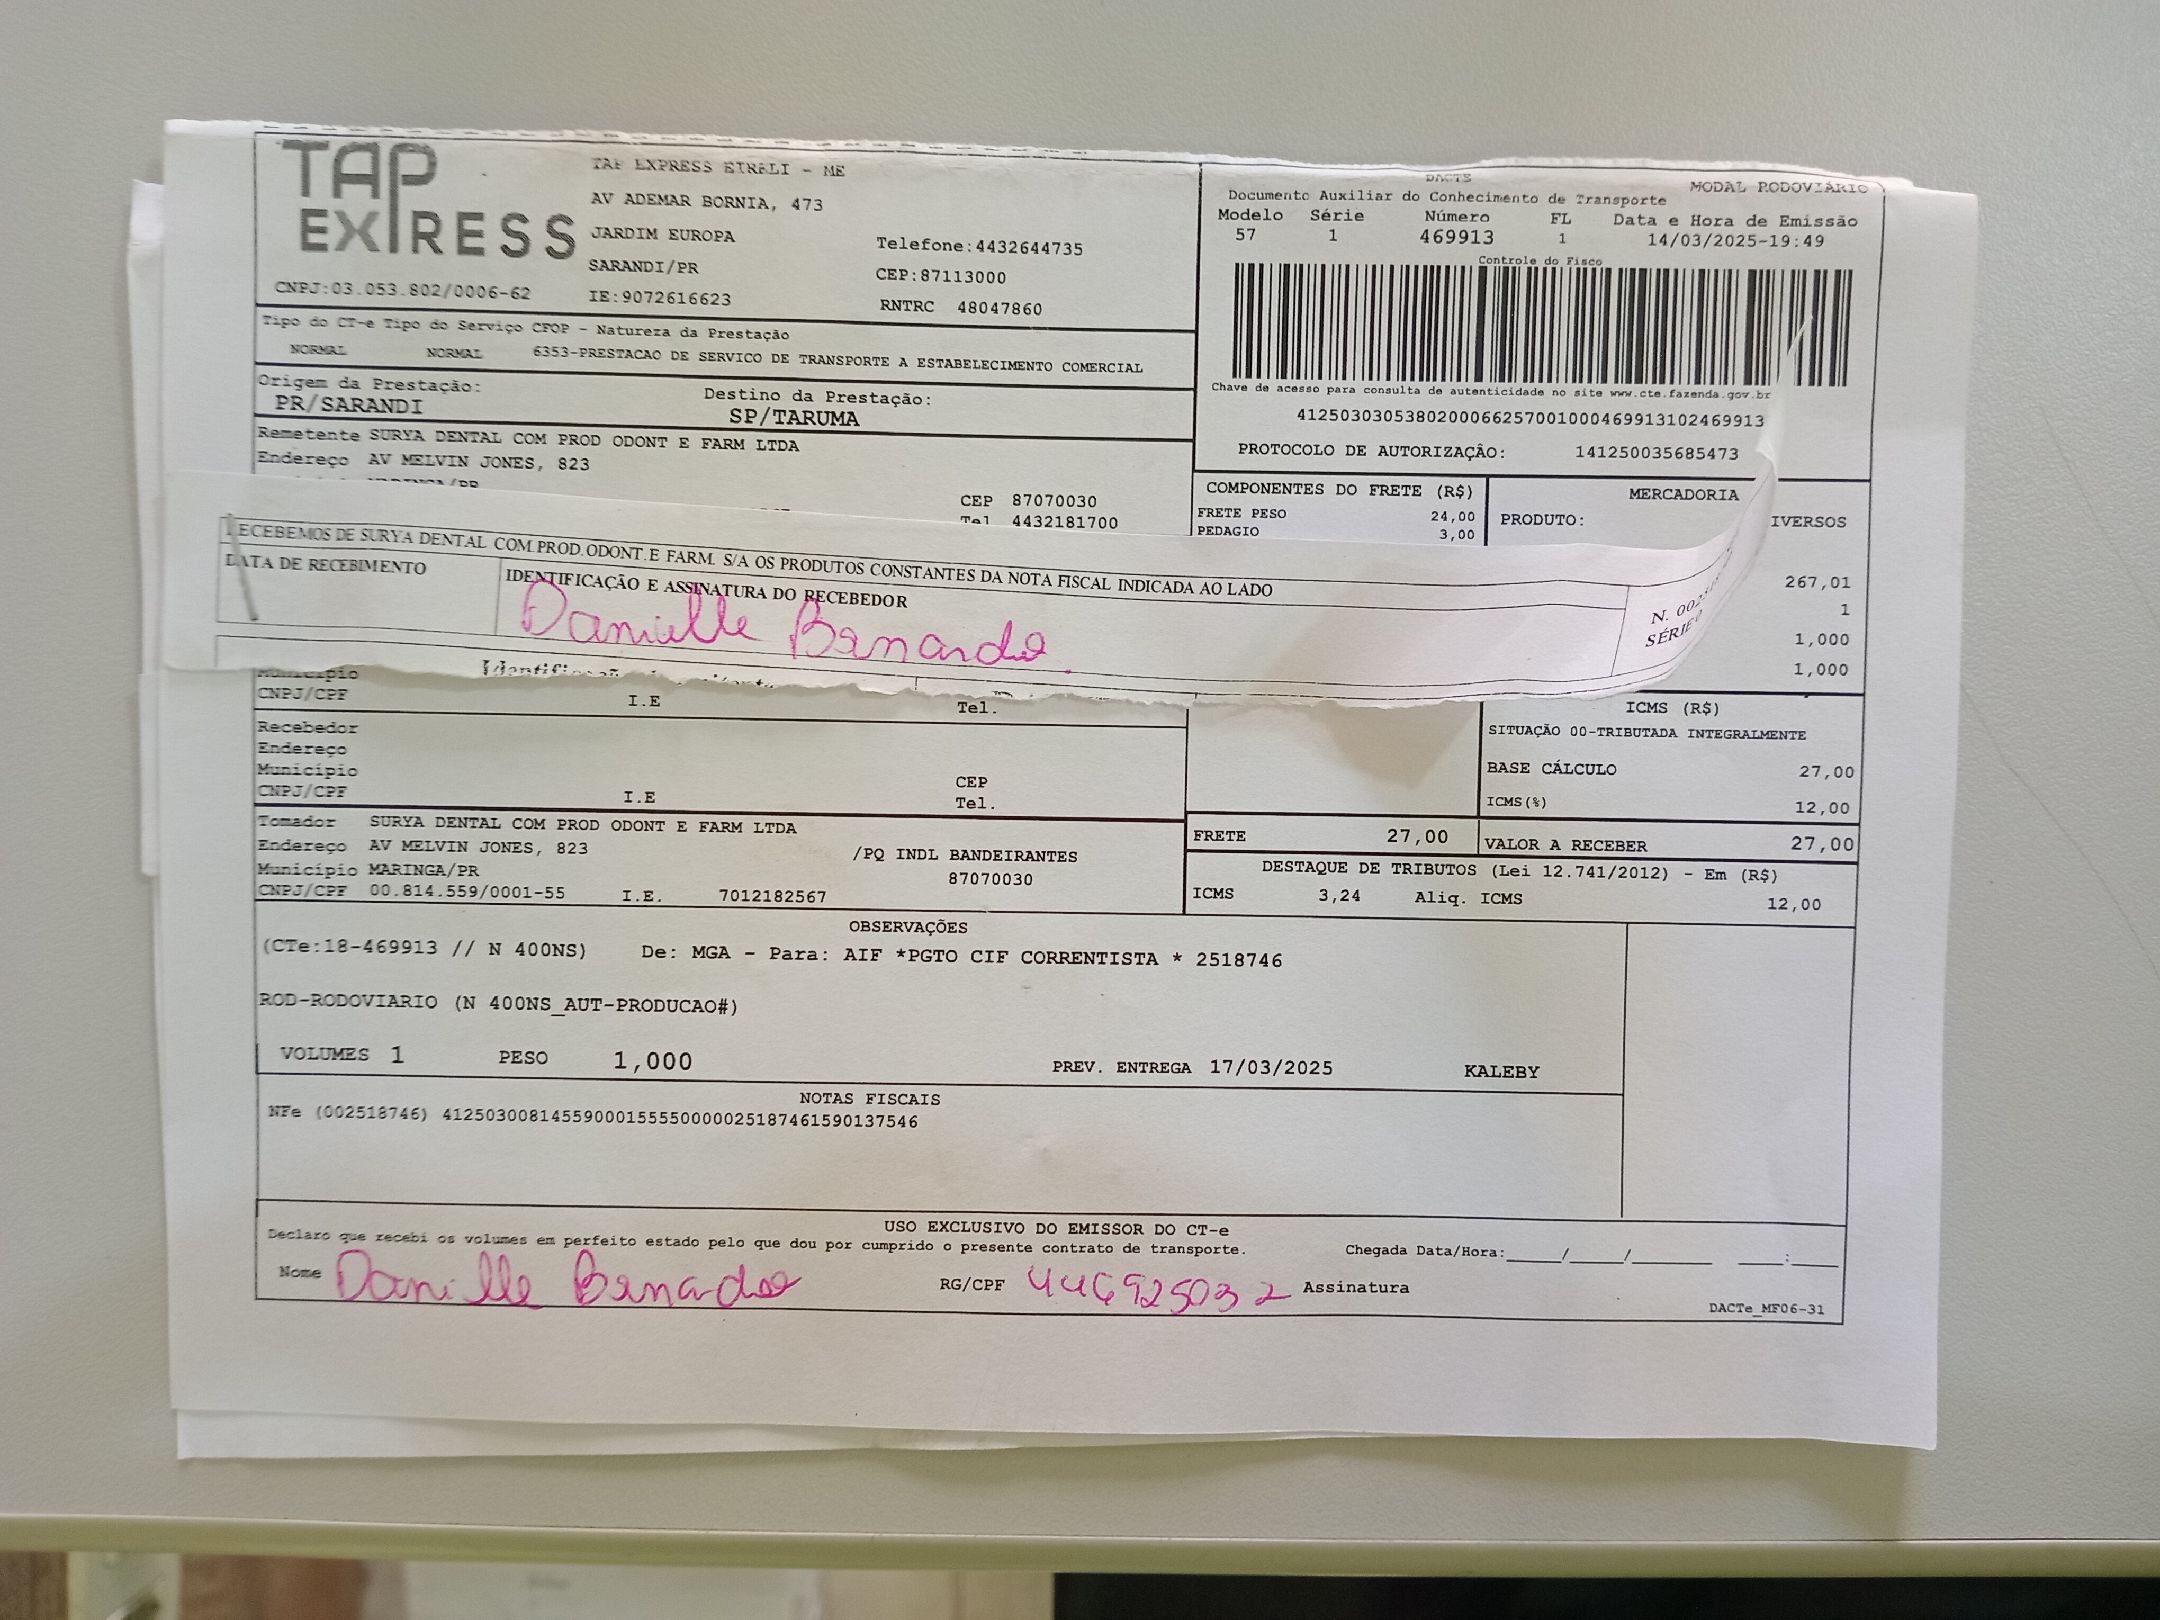 TAP EXPRESS
TAP EXPRESS EIRELI - ME
AV ADEMAR BORNIA, 473
JARDIM EUROPA
Telefone:4432644735
SARANDI/PR
CEP:87113000
CNPJ:03.053.802/0006-62
IE:9072616623
RNTRC 48047860
DACTE
MODAL RODOVIÁRIO
Documento Auxiliar do Conhecimento de Transporte
Modelo Série Número FL Data e Hora de Emissão
57 1 469913 1 14/03/2025-19:49
Controle do Fisco
Chave de acesso para consulta de autenticidade no site www.cte.fazenda.gov.br
4125030305380200066257001000469913102469913
PROTOCOLO DE AUTORIZAÇÃO: 141250035685473
Tipo do CT-e Tipo do Serviço CFOP - Natureza da Prestação
NORMAL NORMAL 6353-PRESTACAO DE SERVICO DE TRANSPORTE A ESTABELECIMENTO COMERCIAL
Origem da Prestação: Destino da Prestação:
PR/SARANDI SP/TARUMA
Remetente SURYA DENTAL COM PROD ODONT E FARM LTDA
Endereço AV MELVIN JONES, 823
CEP 87070030
Tel 4432181700
COMPONENTES DO FRETE (R$)
FRETE PESO 24,00
PEDAGIO 3,00
MERCADORIA
PRODUTO: IVERSOS
267,01
1
1,000
1,000
RECEBEMOS DE SURYA DENTAL COM.PROD.ODONT.E FARM. S/A OS PRODUTOS CONSTANTES DA NOTA FISCAL INDICADA AO LADO
DATA DE RECEBIMENTO
IDENTIFICAÇÃO E ASSINATURA DO RECEBEDOR
Danielle Bernardo
SÉRIE
Município
CNPJ/CPF I.E Tel.
Recebedor
Endereço
Município CEP
CNPJ/CPF I.E Tel.
ICMS (R$)
SITUAÇÃO 00-TRIBUTADA INTEGRALMENTE
BASE CÁLCULO 27,00
ICMS(%) 12,00
Tomador SURYA DENTAL COM PROD ODONT E FARM LTDA
Endereço AV MELVIN JONES, 823 /PQ INDL BANDEIRANTES
Município MARINGA/PR 87070030
CNPJ/CPF 00.814.559/0001-55 I.E. 7012182567
FRETE 27,00 VALOR A RECEBER 27,00
DESTAQUE DE TRIBUTOS (Lei 12.741/2012) - Em (R$)
ICMS 3,24 Aliq. ICMS 12,00
OBSERVAÇÕES
(CTe:18-469913 // N 400NS) De: MGA - Para: AIF *PGTO CIF CORRENTISTA * 2518746
ROD-RODOVIARIO (N 400NS_AUT-PRODUCAO#)
VOLUMES 1 PESO 1,000 PREV. ENTREGA 17/03/2025 KALEBY
NOTAS FISCAIS
NFe (002518746) 41250300814559000155550000025187461590137546
USO EXCLUSIVO DO EMISSOR DO CT-e
Declaro que recebi os volumes em perfeito estado pelo que dou por cumprido o presente contrato de transporte.
Chegada Data/Hora:____/____/______ ___:___
Nome Danielle Bernardo RG/CPF 446925032 Assinatura
DACTe_MF06-31